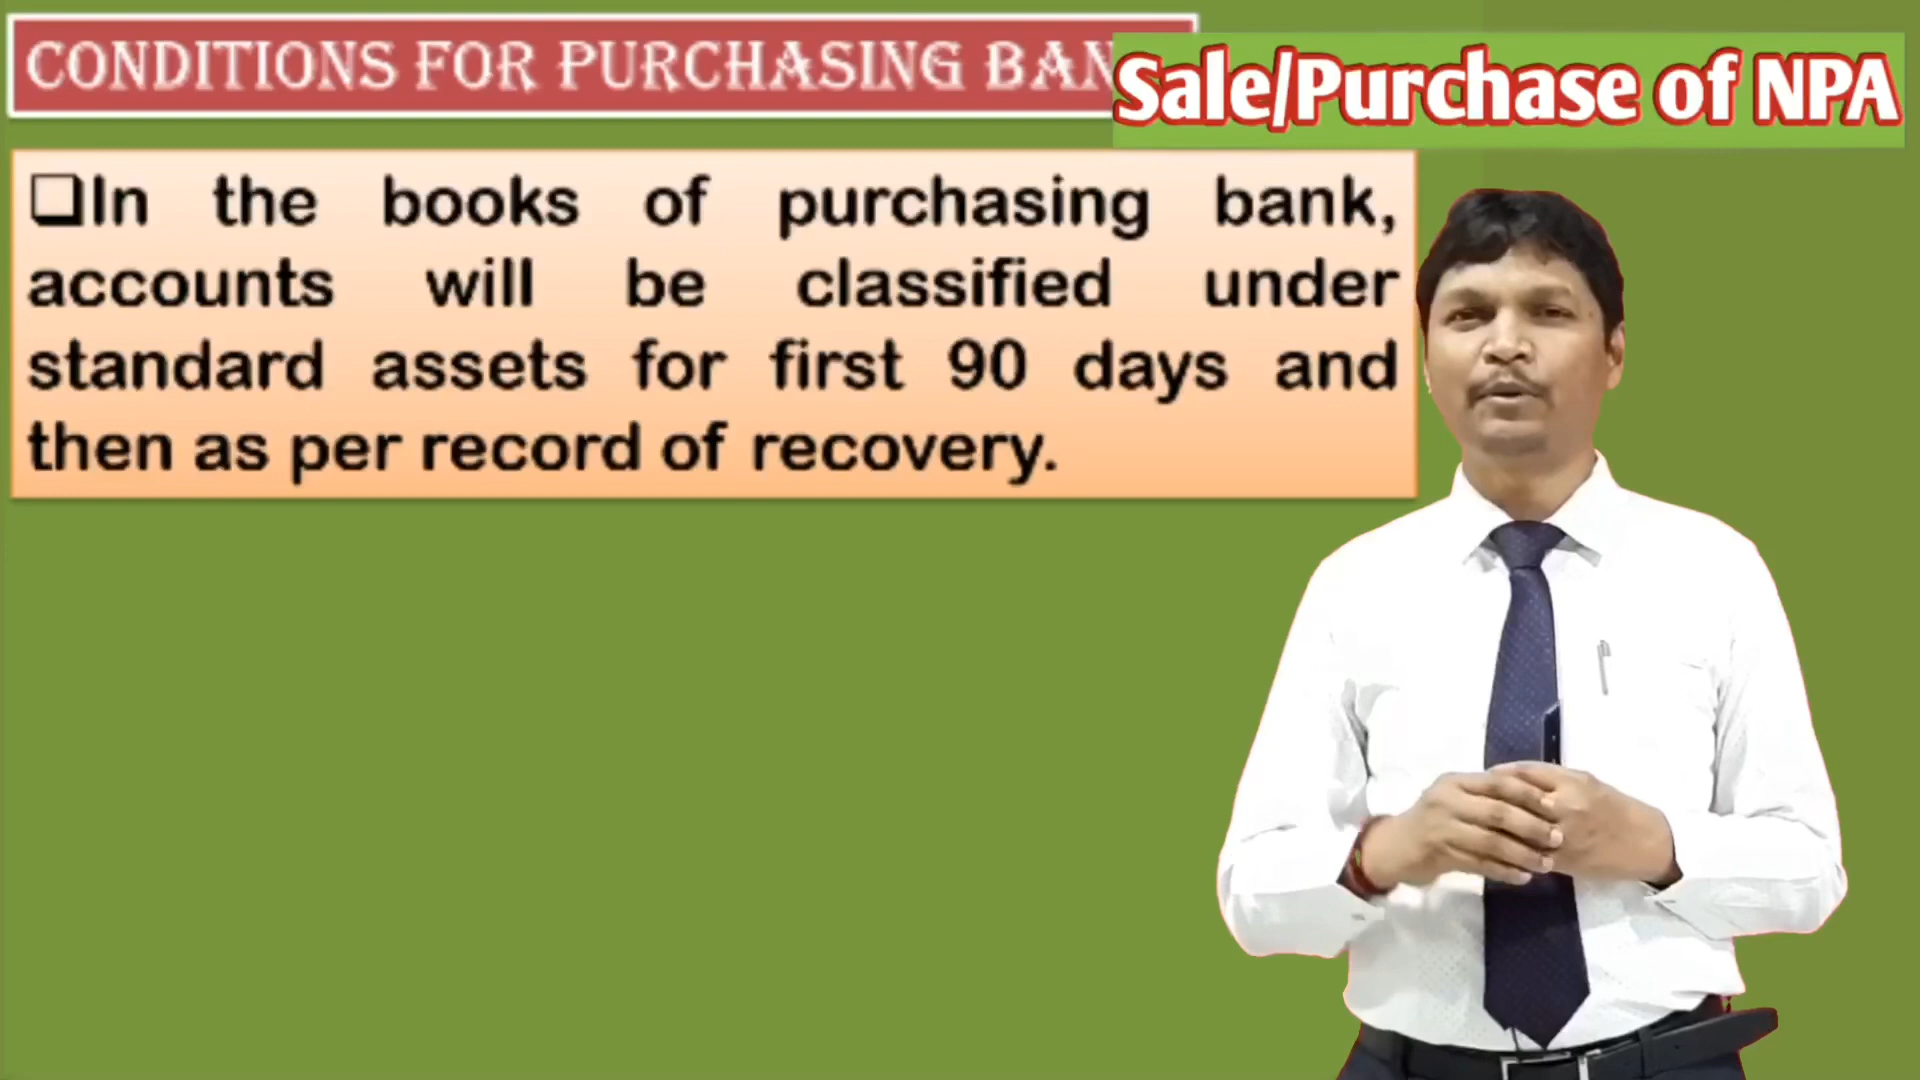 CONDITIONS FOR PURCHASING BAN
Sale/Purchase of NPA
❑In the books of purchasing bank,
accounts will be classified under
standard assets for first 90 days and
then as per record of recovery.